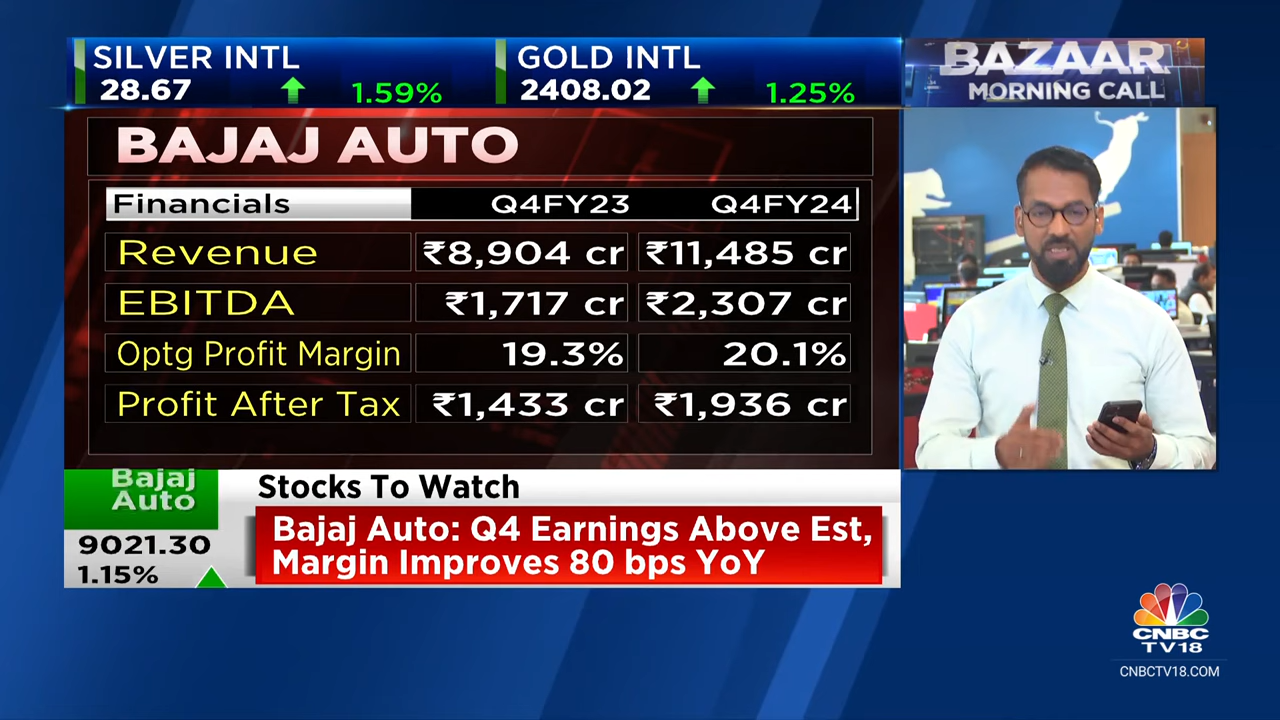 SILVER INTL
28.67 1.59%
GOLD INTL
2408.02 1.25%
BAZAAR
MORNING CALL
BAJAJ AUTO
Financials Q4FY23 Q4FY24
Revenue ₹8,904 cr ₹11,485 cr
EBITDA ₹1,717 cr ₹2,307 cr
Optg Profit Margin 19.3% 20.1%
Profit After Tax ₹1,433 cr ₹1,936 cr
Bajaj
Auto
9021.30
1.15%
Stocks To Watch
Bajaj Auto: Q4 Earnings Above Est,
Margin Improves 80 bps YoY
CNBC
TV18
CNBCTV18.COM